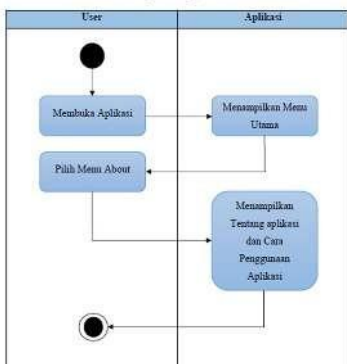 User
Aplikasi
Membuka Aplikasi
Menampilkan Menu
Utama
Pilih Menu About
Menampilkan
Tentang aplikasi
dan Cara
Penggunaan
Aplikasi